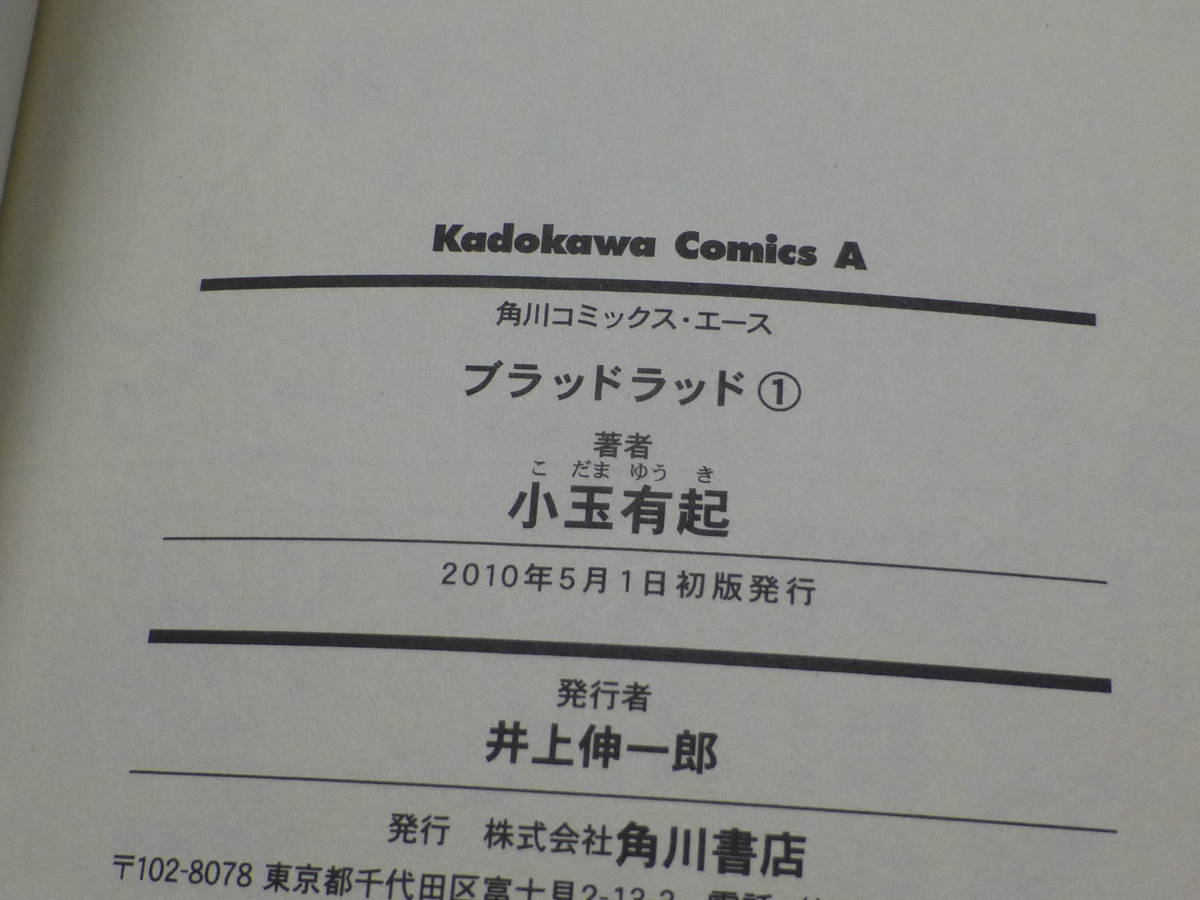 Kadokawa Comics A
角川コミックス・エース
ブラッドラッド①
著者
こ だま ゆう き
小玉有起
2010年5月1日初版発行
発行者
井上伸一郎
発行 株式会社角川書店
〒102-8078 東京都千代田区富士見2-13-3